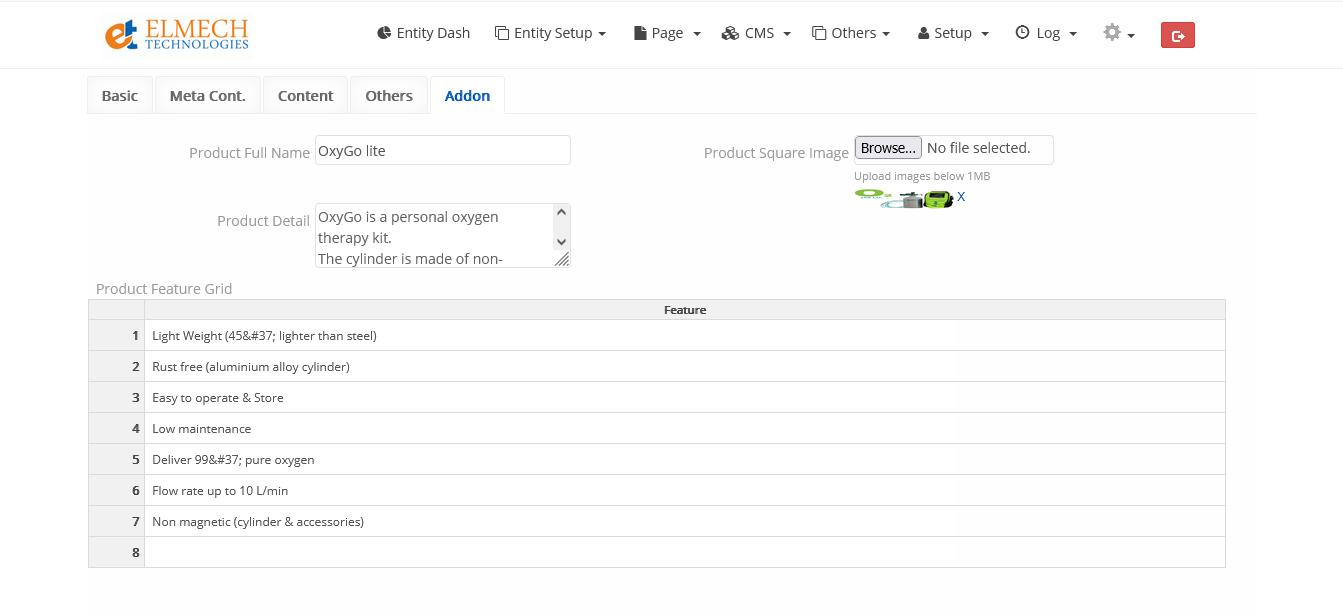 ELMECH
TECHNOLOGIES
Entity Dash Entity Setup Page CMS Others Setup Log
Basic Meta Cont. Content Others Addon
Product Full Name OxyGo lite
Product Square Image Browse... No file selected.
Upload images below 1MB
X
Product Detail OxyGo is a personal oxygen
therapy kit.
The cylinder is made of non-
Product Feature Grid
Feature
1 Light Weight (45&#37; lighter than steel)
2 Rust free (aluminium alloy cylinder)
3 Easy to operate & Store
4 Low maintenance
5 Deliver 99&#37; pure oxygen
6 Flow rate up to 10 L/min
7 Non magnetic (cylinder & accessories)
8